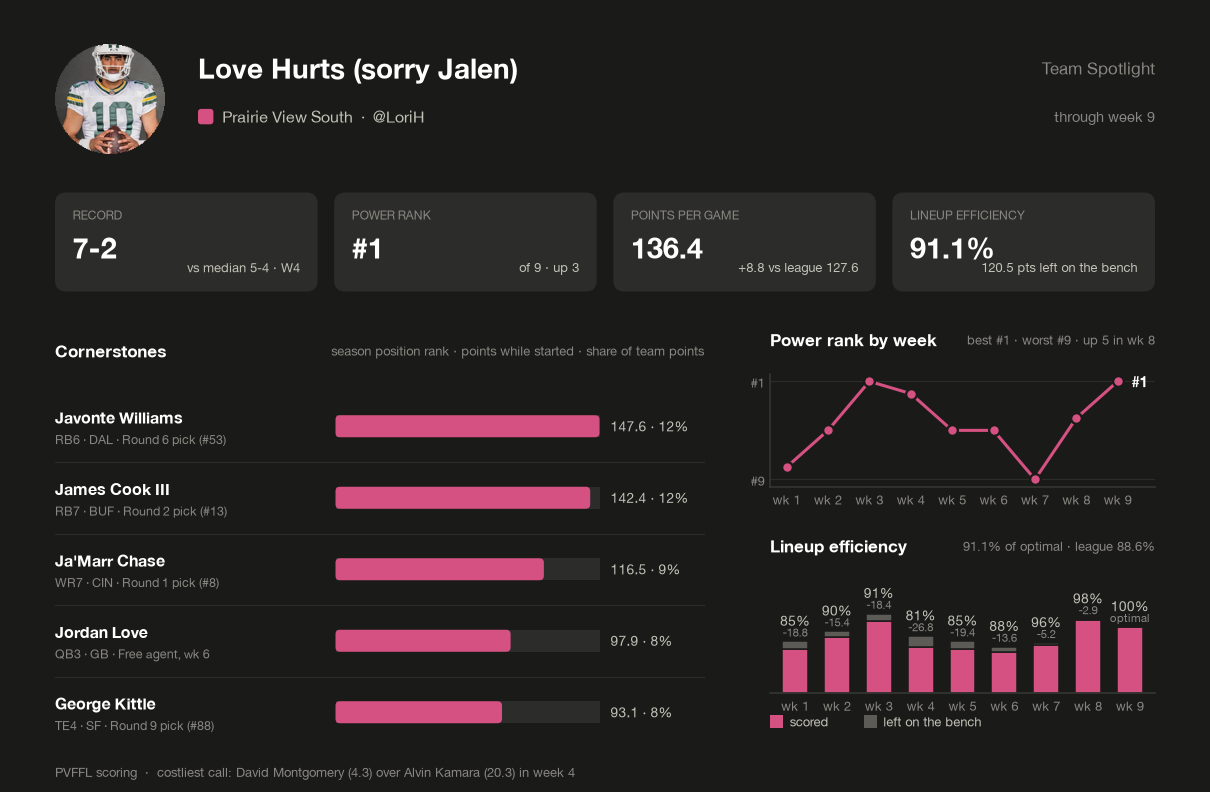 Love Hurts (sorry Jalen)
Team Spotlight
Prairie View South · @LoriH
through week 9
10
RECORD
7-2
vs median 5-4 · W4
POWER RANK
#1
of 9 · up 3
POINTS PER GAME
136.4
+8.8 vs league 127.6
LINEUP EFFICIENCY
91.1%
120.5 pts left on the bench
Cornerstones
season position rank · points while started · share of team points
Javonte Williams
RB6 · DAL · Round 6 pick (#53)
147.6 · 12%
James Cook III
RB7 · BUF · Round 2 pick (#13)
142.4 · 12%
Ja'Marr Chase
WR7 · CIN · Round 1 pick (#8)
116.5 · 9%
Jordan Love
QB3 · GB · Free agent, wk 6
97.9 · 8%
George Kittle
TE4 · SF · Round 9 pick (#88)
93.1 · 8%
Power rank by week
best #1 · worst #9 · up 5 in wk 8
#1
#1
#9
wk 1 wk 2 wk 3 wk 4 wk 5 wk 6 wk 7 wk 8 wk 9
Lineup efficiency
91.1% of optimal · league 88.6%
85% 90% 91% 81% 85% 88% 96% 98% 100%
-18.8 -15.4 -18.4 -26.8 -19.4 -13.6 -5.2 -2.9 optimal
wk 1 wk 2 wk 3 wk 4 wk 5 wk 6 wk 7 wk 8 wk 9
scored left on the bench
PVFFL scoring · costliest call: David Montgomery (4.3) over Alvin Kamara (20.3) in week 4